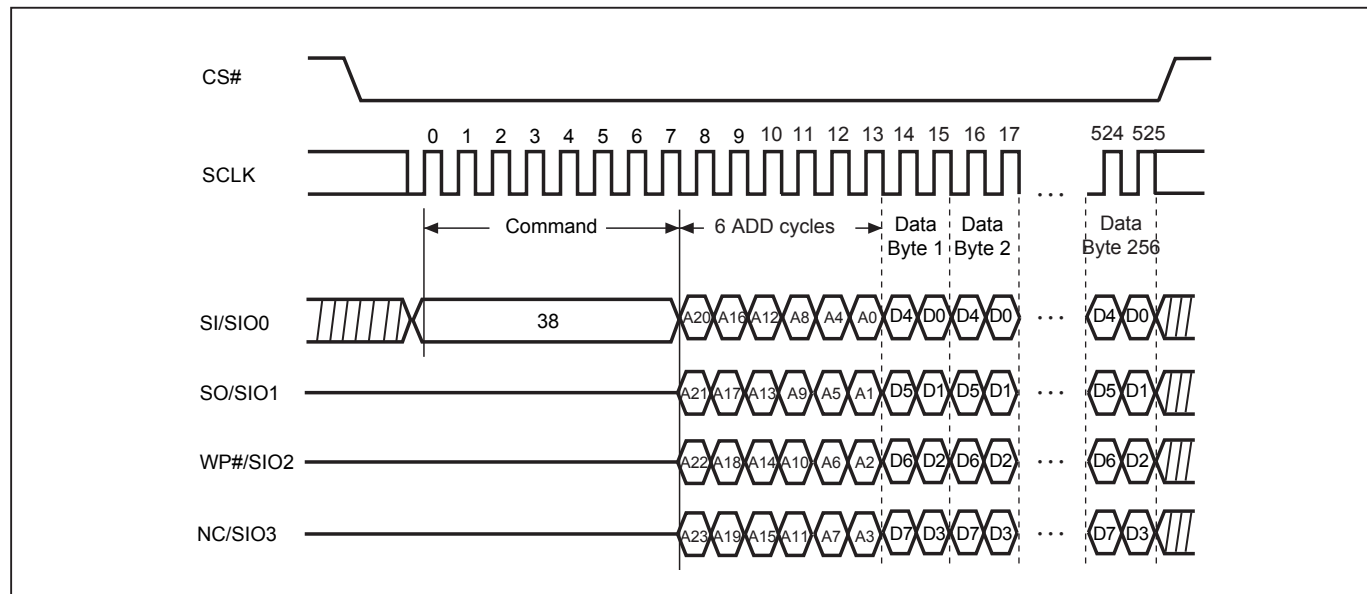 CS#
0 1 2 3 4 5 6 7 8 9 10 11 12 13 14 15 16 17 524 525
SCLK
...
Command 6 ADD cycles Data Byte 1 Data Byte 2 Data Byte 256
SI/SIO0 38 A20 A16 A12 A8 A4 A0 D4 D0 D4 D0 ... D4 D0
SO/SIO1 A21 A17 A13 A9 A5 A1 D5 D1 D5 D1 ... D5 D1
WP#/SIO2 A22 A18 A14 A10 A6 A2 D6 D2 D6 D2 ... D6 D2
NC/SIO3 A23 A19 A15 A11 A7 A3 D7 D3 D7 D3 ... D7 D3